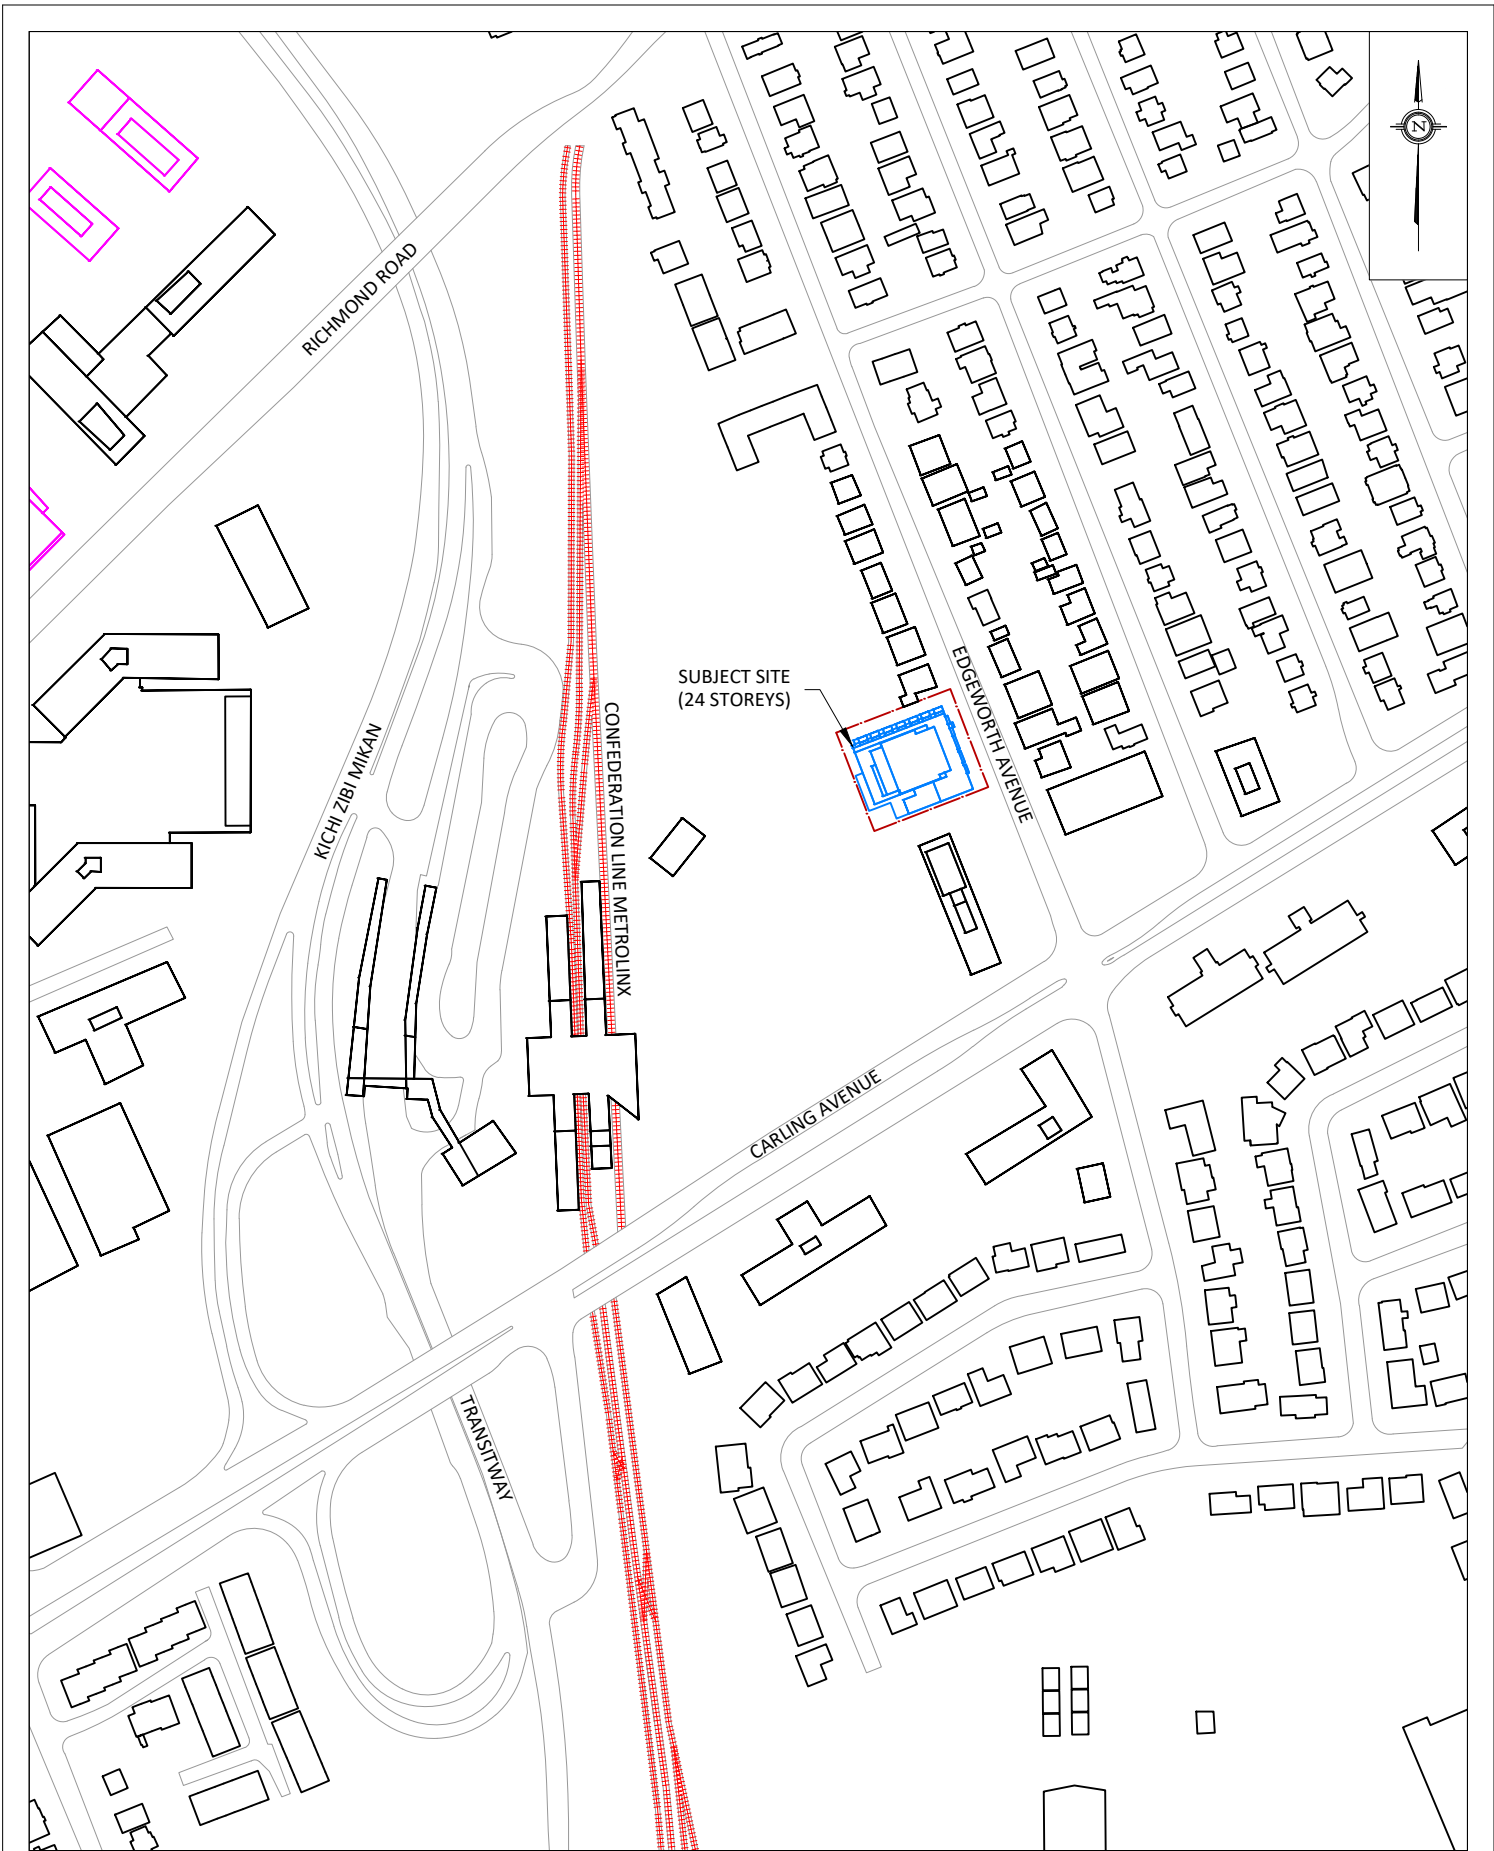 N
RICHMOND ROAD
SUBJECT SITE
(24 STOREYS)
EDGEWORTH AVENUE
KICHI ZIBI MIKAN
CONFEDERATION LINE METROLINX
CARLING AVENUE
TRANSITWAY